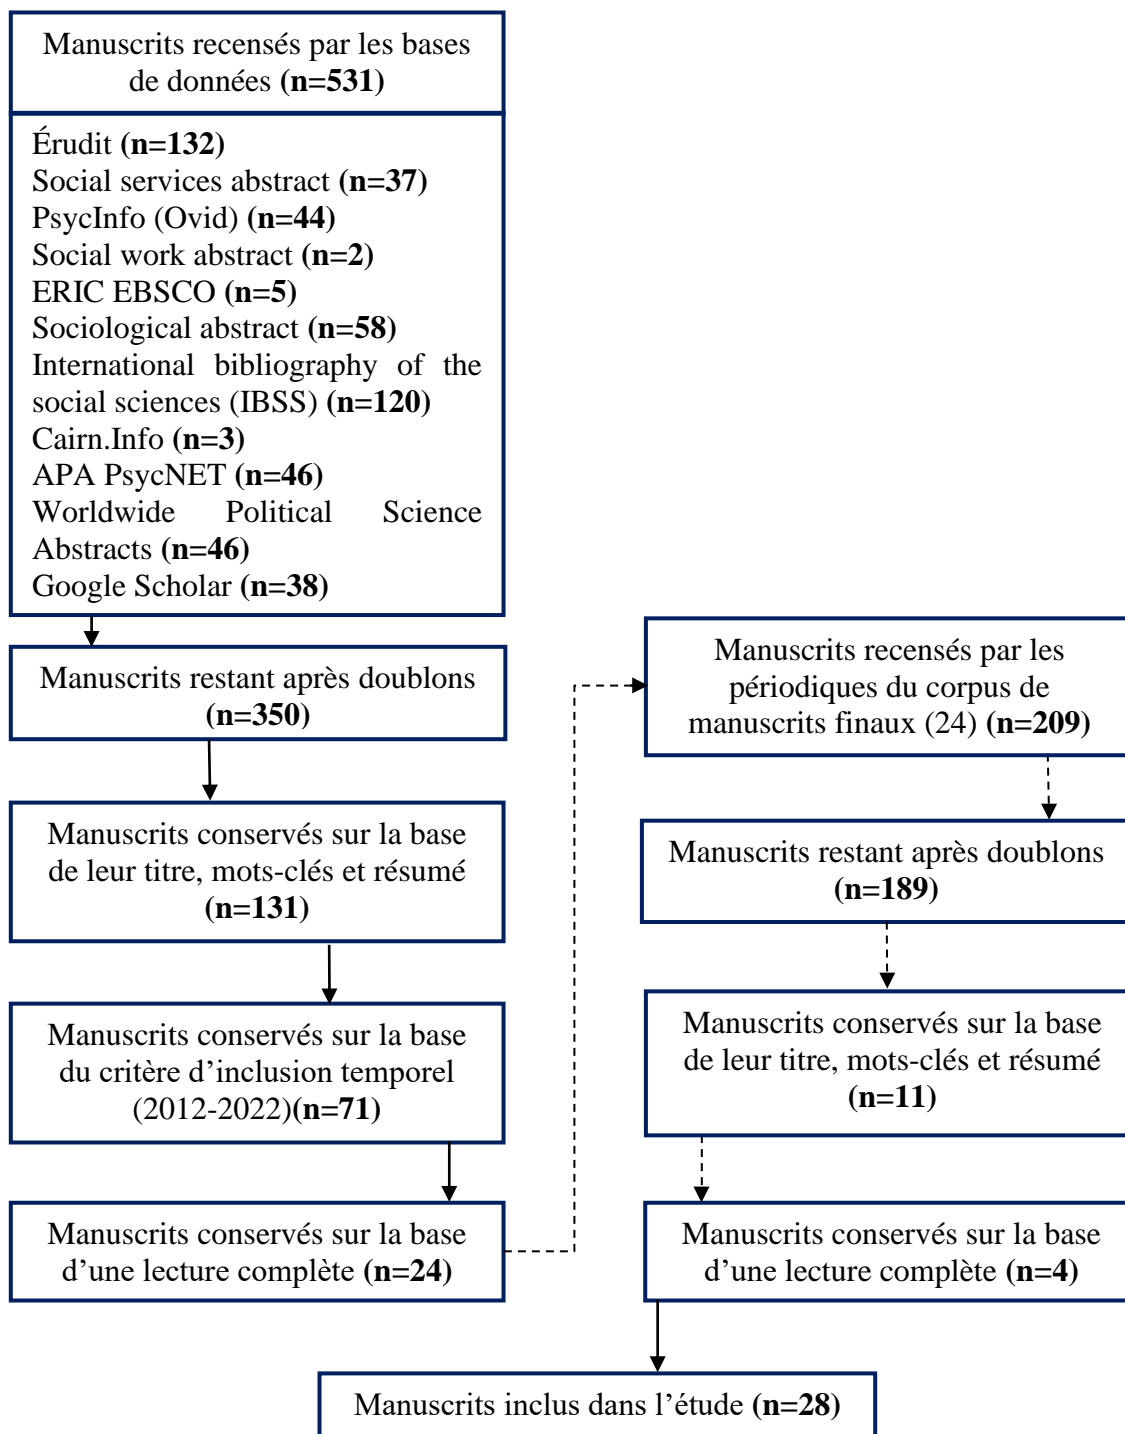 Manuscrits recensés par les bases
de données (n=531)
Érudit (n=132)
Social services abstract (n=37)
PsycInfo (Ovid) (n=44)
Social work abstract (n=2)
ERIC EBSCO (n=5)
Sociological abstract (n=58)
International bibliography of the
social sciences (IBSS) (n=120)
Cairn.Info (n=3)
APA PsycNET (n=46)
Worldwide Political Science
Abstracts (n=46)
Google Scholar (n=38)
Manuscrits restant après doublons
(n=350)
Manuscrits conservés sur la base
de leur titre, mots-clés et résumé
(n=131)
Manuscrits conservés sur la base
du critère d’inclusion temporel
(2012-2022)(n=71)
Manuscrits conservés sur la base
d’une lecture complète (n=24)
Manuscrits recensés par les
périodiques du corpus de
manuscrits finaux (24) (n=209)
Manuscrits restant après doublons
(n=189)
Manuscrits conservés sur la base
de leur titre, mots-clés et résumé
(n=11)
Manuscrits conservés sur la base
d’une lecture complète (n=4)
Manuscrits inclus dans l’étude (n=28)